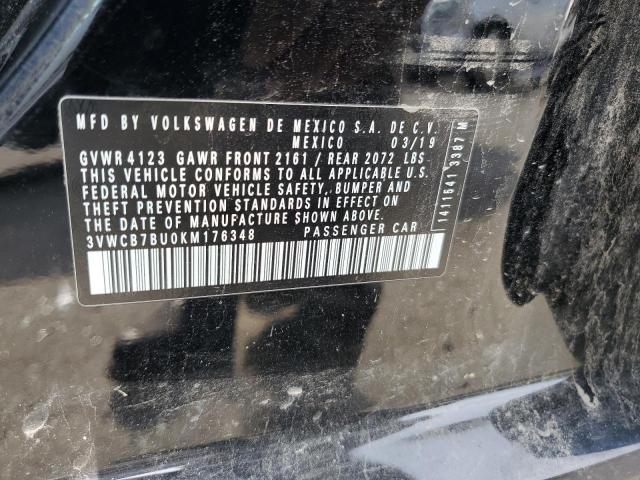 MFD BY VOLKSWAGEN DE MEXICO S.A. DE C.V.
MEXICO 03/19
GVWR 4123 GAWR FRONT 2161 / REAR 2072 LBS
THIS VEHICLE CONFORMS TO ALL APPLICABLE U.S.
FEDERAL MOTOR VEHICLE SAFETY, BUMPER AND
THEFT PREVENTION STANDARDS IN EFFECT ON
THE DATE OF MANUFACTURE SHOWN ABOVE.
3VWCB7BU0KM176348 PASSENGER CAR
1411541 3387 M